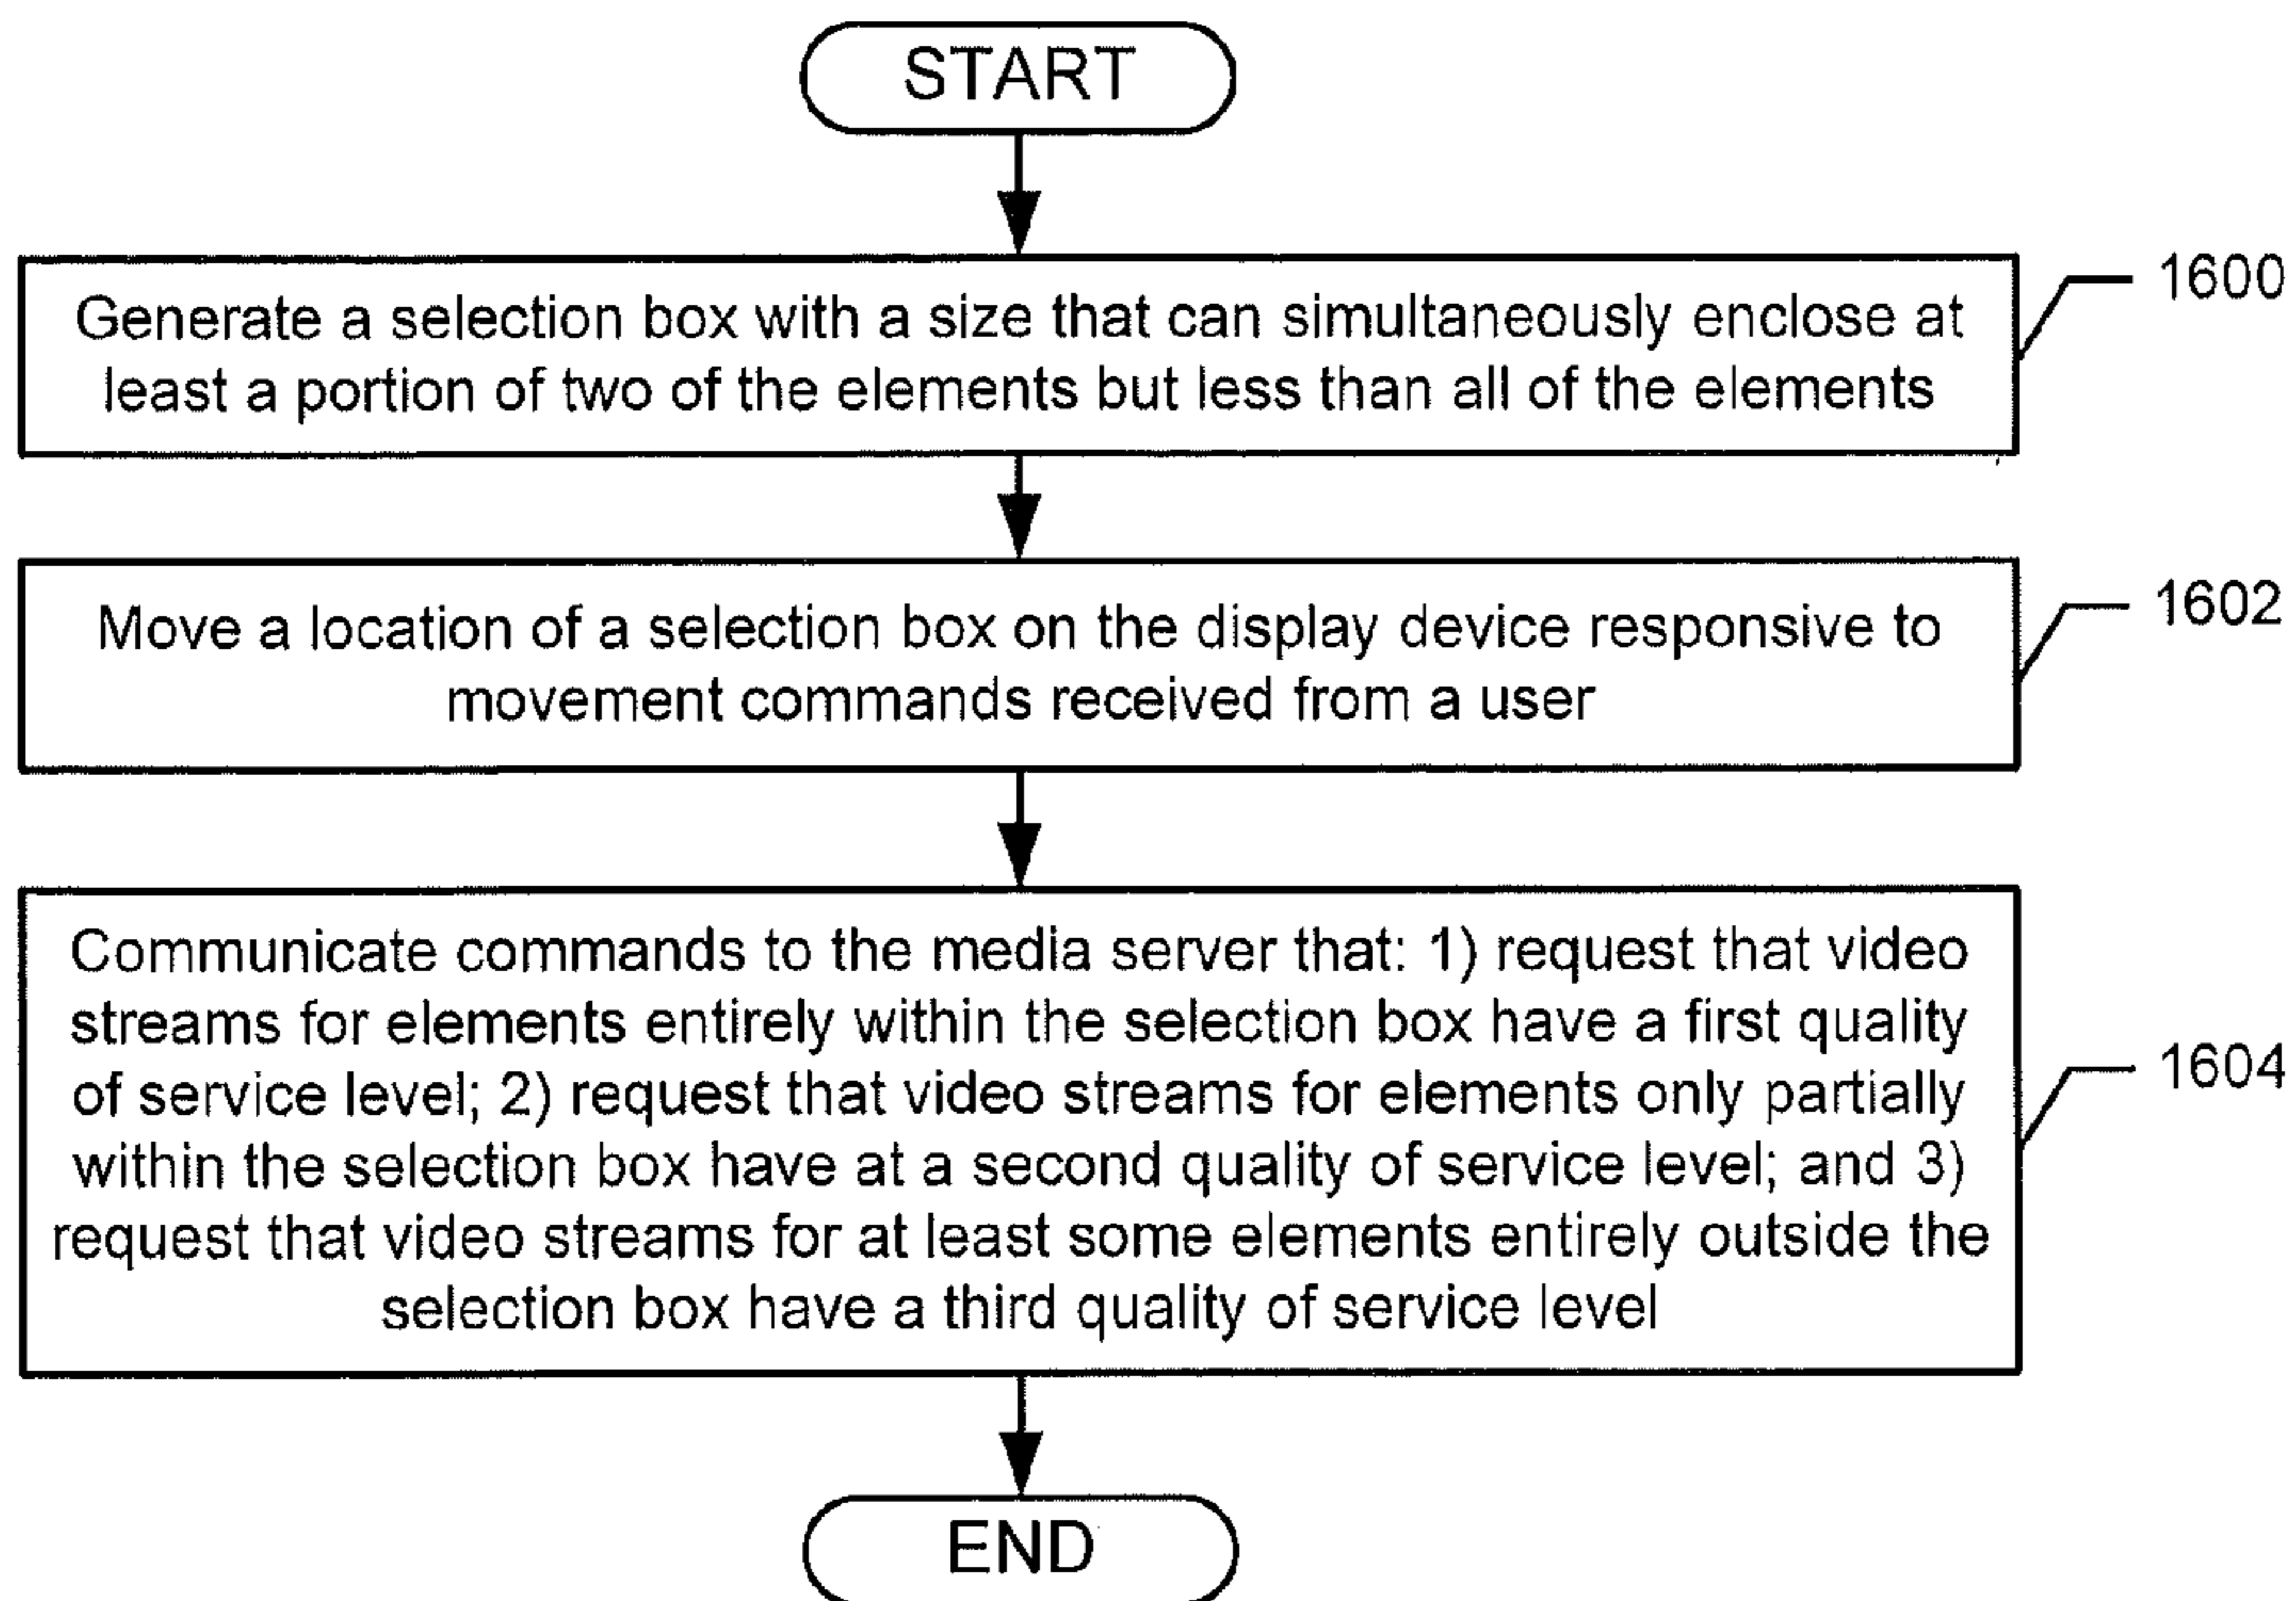 START
Generate a selection box with a size that can simultaneously enclose at
least a portion of two of the elements but less than all of the elements
1600
Move a location of a selection box on the display device responsive to
movement commands received from a user
1602
Communicate commands to the media server that: 1) request that video
streams for elements entirely within the selection box have a first quality
of service level; 2) request that video streams for elements only partially
within the selection box have at a second quality of service level; and 3)
request that video streams for at least some elements entirely outside the
selection box have a third quality of service level
1604
END